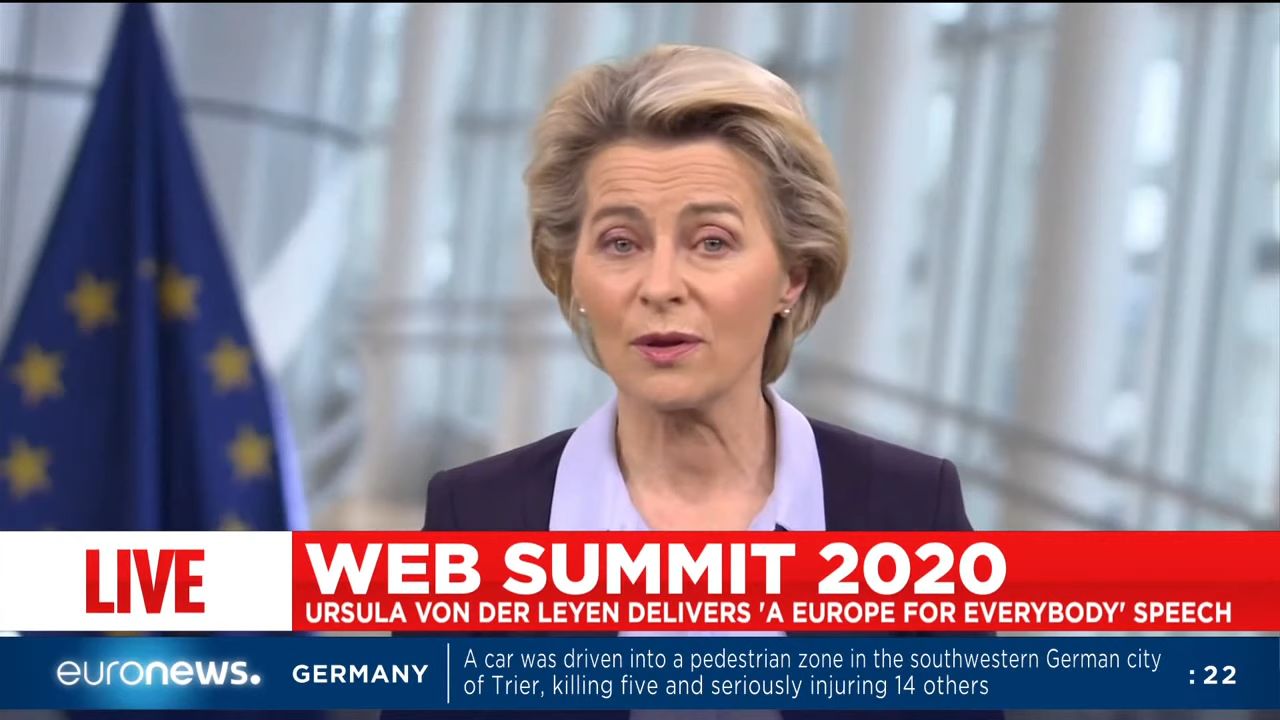 LIVE
WEB SUMMIT 2020
URSULA VON DER LEYEN DELIVERS 'A EUROPE FOR EVERYBODY' SPEECH
euronews.
GERMANY
A car was driven into a pedestrian zone in the southwestern German city
of Trier, killing five and seriously injuring 14 others
:22